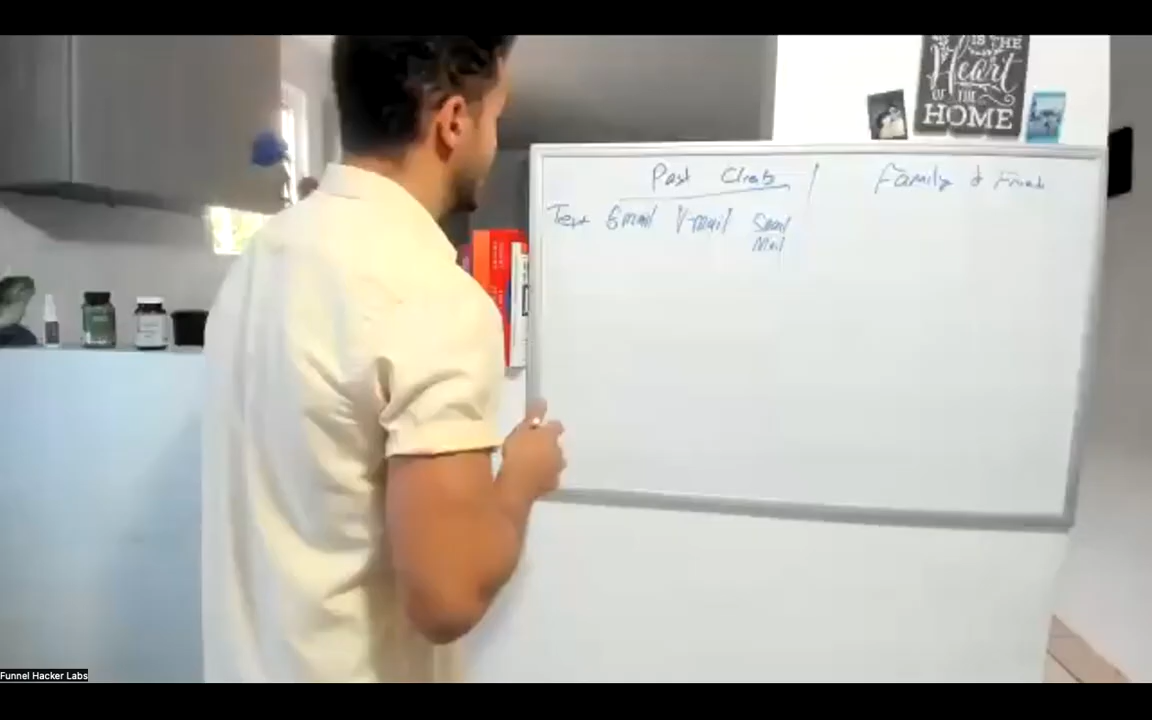 IS THE
Heart
OF THE
HOME
Past Clients | Family & Friends
Text Email V-mail Snail
Mail
Funnel Hacker Labs